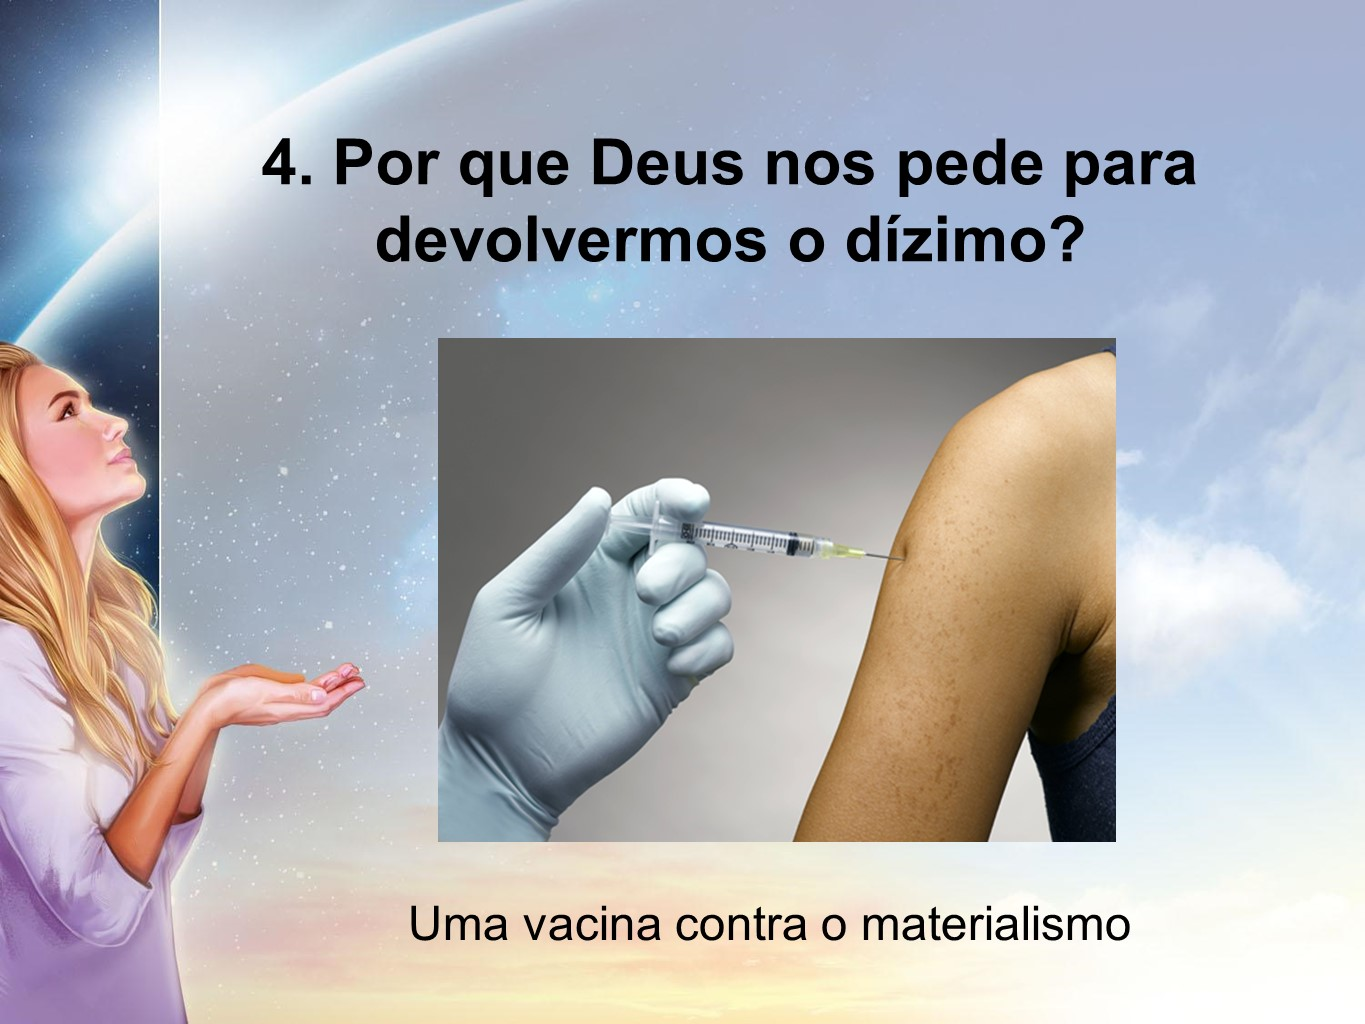 4. Por que Deus nos pede para
devolvermos o dízimo?
Uma vacina contra o materialismo